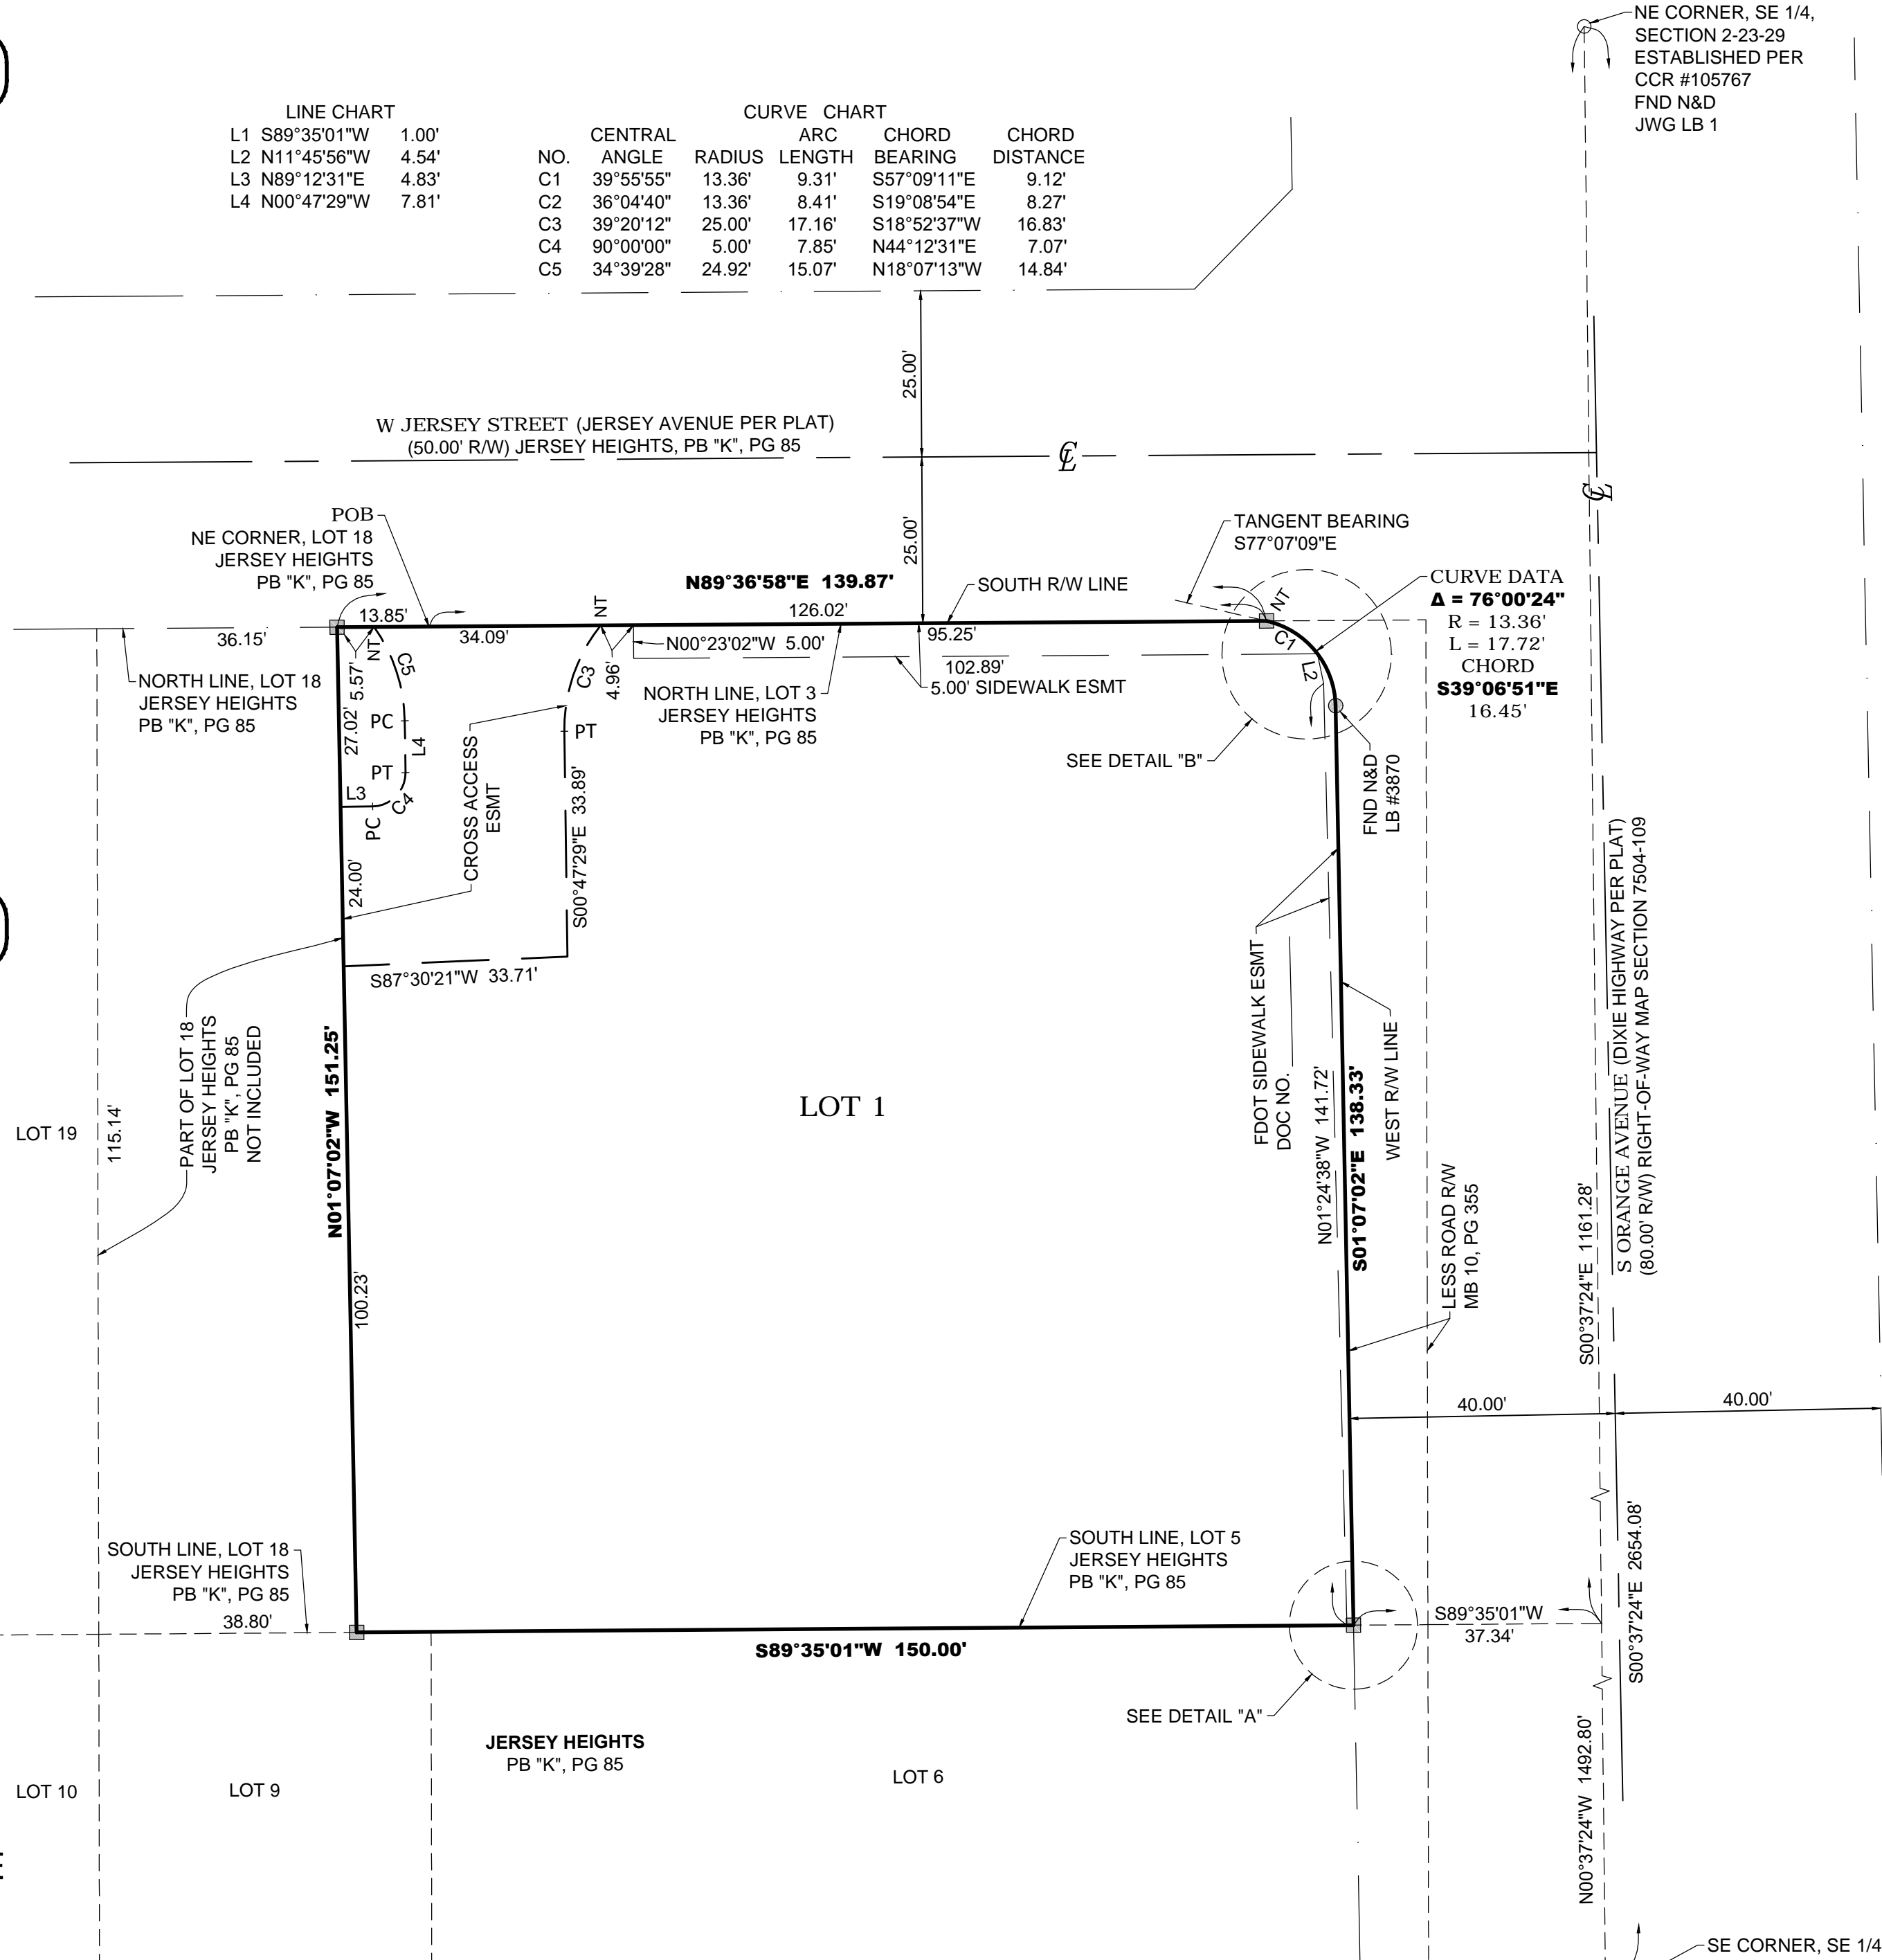 NE CORNER, SE 1/4,
SECTION 2-23-29
ESTABLISHED PER
CCR #105767
FND N&D
JWG LB 1
LINE CHART
L1 S89°35'01"W 1.00'
L2 N11°45'56"W 4.54'
L3 N89°12'31"E 4.83'
L4 N00°47'29"W 7.81'
CURVE CHART
CENTRAL ARC CHORD CHORD
NO. ANGLE RADIUS LENGTH BEARING DISTANCE
C1 39°55'55" 13.36' 9.31' S57°09'11"E 9.12'
C2 36°04'40" 13.36' 8.41' S19°08'54"E 8.27'
C3 39°20'12" 25.00' 17.16' S18°52'37"W 16.83'
C4 90°00'00" 5.00' 7.85' N44°12'31"E 7.07'
C5 34°39'28" 24.92' 15.07' N18°07'13"W 14.84'
25.00'
W JERSEY STREET (JERSEY AVENUE PER PLAT)
(50.00' R/W) JERSEY HEIGHTS, PB "K", PG 85
CL
CL
25.00'
POB
NE CORNER, LOT 18
JERSEY HEIGHTS
PB "K", PG 85
TANGENT BEARING
S77°07'09"E
N89°36'58"E 139.87'
SOUTH R/W LINE
CURVE DATA
Δ = 76°00'24"
R = 13.36'
L = 17.72'
CHORD
S39°06'51"E
16.45'
13.85'
126.02'
NT
NT
NT
36.15'
34.09'
95.25'
N00°23'02"W 5.00'
102.89'
5.00' SIDEWALK ESMT
C1
L2
C5
C3
4.96'
5.57'
27.02'
NORTH LINE, LOT 18
JERSEY HEIGHTS
PB "K", PG 85
NORTH LINE, LOT 3
JERSEY HEIGHTS
PB "K", PG 85
PC
L4
PT
PT
L3
C4
PC
CROSS ACCESS
ESMT
S00°47'29"E 33.89'
SEE DETAIL "B"
FND N&D
LB #3870
24.00'
S87°30'21"W 33.71'
PART OF LOT 18
JERSEY HEIGHTS
PB "K", PG 85
NOT INCLUDED
N01°07'02"W 151.25'
LOT 1
LOT 19
115.14'
100.23'
FDOT SIDEWALK ESMT
DOC NO.
N01°24'38"W 141.72'
S01°07'02"E 138.33'
WEST R/W LINE
LESS ROAD R/W
MB 10, PG 355
S00°37'24"E 1161.28'
S ORANGE AVENUE (DIXIE HIGHWAY PER PLAT)
(80.00' R/W) RIGHT-OF-WAY MAP SECTION 7504-109
40.00'
40.00'
SOUTH LINE, LOT 18
JERSEY HEIGHTS
PB "K", PG 85
38.80'
SOUTH LINE, LOT 5
JERSEY HEIGHTS
PB "K", PG 85
S89°35'01"W 150.00'
S89°35'01"W
37.34'
S00°37'24"E 2654.08'
SEE DETAIL "A"
JERSEY HEIGHTS
PB "K", PG 85
LOT 10
LOT 9
LOT 6
N00°37'24"W 1492.80'
SE CORNER, SE 1/4